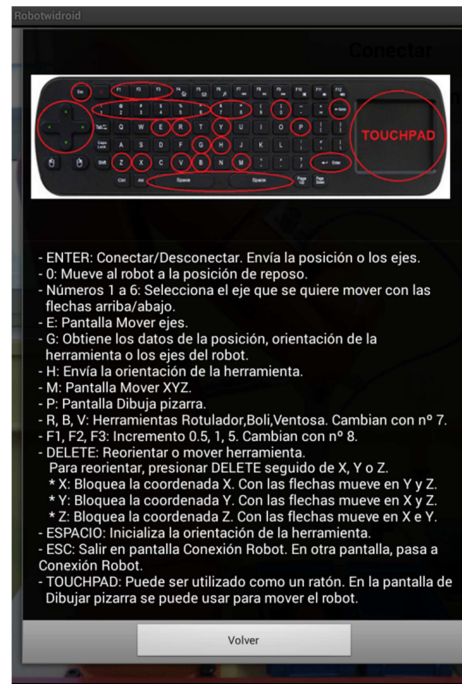 Robotwidroid
Conectar
TOUCHPAD
- ENTER: Conectar/Desconectar. Envía la posición o los ejes.
- 0: Mueve al robot a la posición de reposo.
- Números 1 a 6: Selecciona el eje que se quiere mover con las
flechas arriba/abajo.
- E: Pantalla Mover ejes.
- G: Obtiene los datos de la posición, orientación de la
herramienta o los ejes del robot.
- H: Envía la orientación de la herramienta.
- M: Pantalla Mover XYZ.
- P: Pantalla Dibuja pizarra.
- R, B, V: Herramientas Rotulador,Boli,Ventosa. Cambian con nº 7.
- F1, F2, F3: Incremento 0.5, 1, 5. Cambian con nº 8.
- DELETE: Reorientar o mover herramienta.
Para reorientar, presionar DELETE seguido de X, Y o Z.
* X: Bloquea la coordenada X. Con las flechas mueve en Y y Z.
* Y: Bloquea la coordenada Y. Con las flechas mueve en X y Z.
* Z: Bloquea la coordenada Z. Con las flechas mueve en X e Y.
- ESPACIO: Inicializa la orientación de la herramienta.
- ESC: Salir en pantalla Conexión Robot. En otra pantalla, pasa a
Conexión Robot.
- TOUCHPAD: Puede ser utilizado como un ratón. En la pantalla de
Dibujar pizarra se puede usar para mover el robot.
Volver